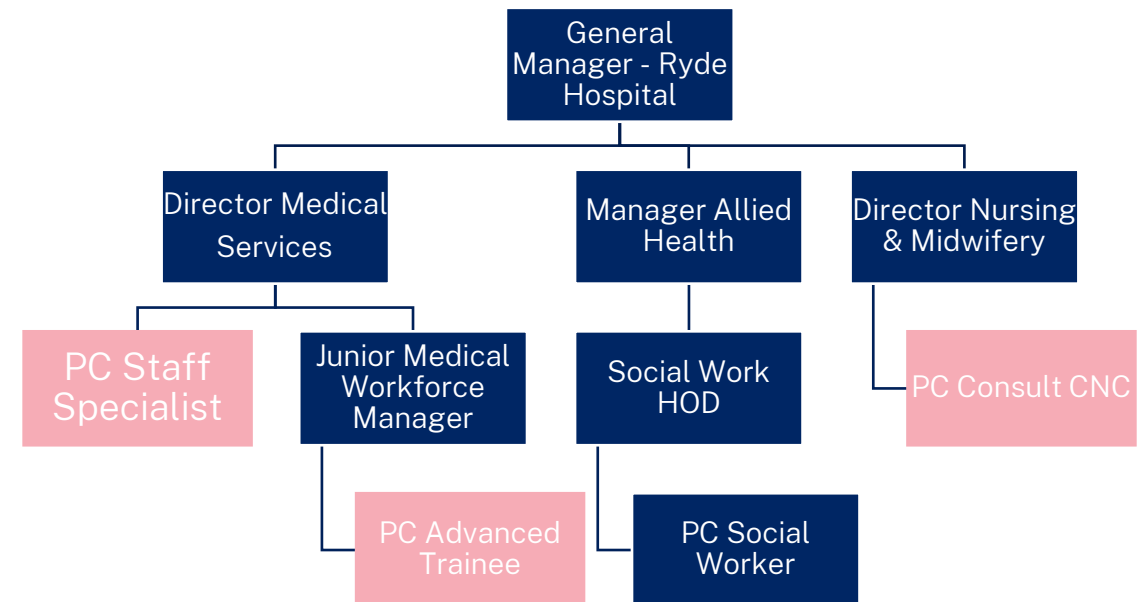 General
Manager - Ryde
Hospital
Director Medical
Services
Manager Allied
Health
Director Nursing
& Midwifery
PC Staff
Specialist
Junior Medical
Workforce
Manager
Social Work
HOD
PC Consult CNC
PC Advanced
Trainee
PC Social
Worker